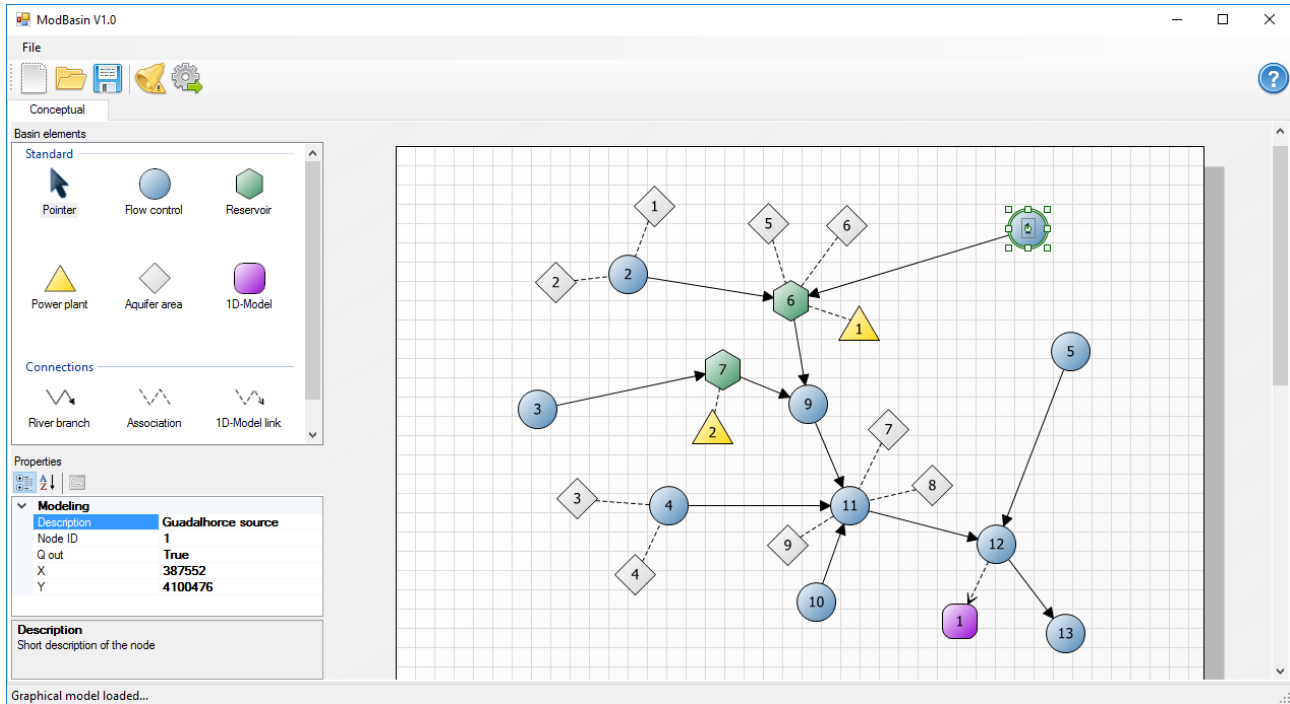 ModBasin V1.0
File
Conceptual
Basin elements
Standard
Pointer Flow control Reservoir
Power plant Aquifer area 1D-Model
Connections
River branch Association 1D-Model link
Properties
Modeling
Description Guadalhorce source
Node ID 1
Q out True
X 387552
Y 4100476
Description
Short description of the node
1
5 6
2 2
6
1
5
7
3 9
2 7
8
3 4 11
9 12
4
10
1 13
Graphical model loaded...